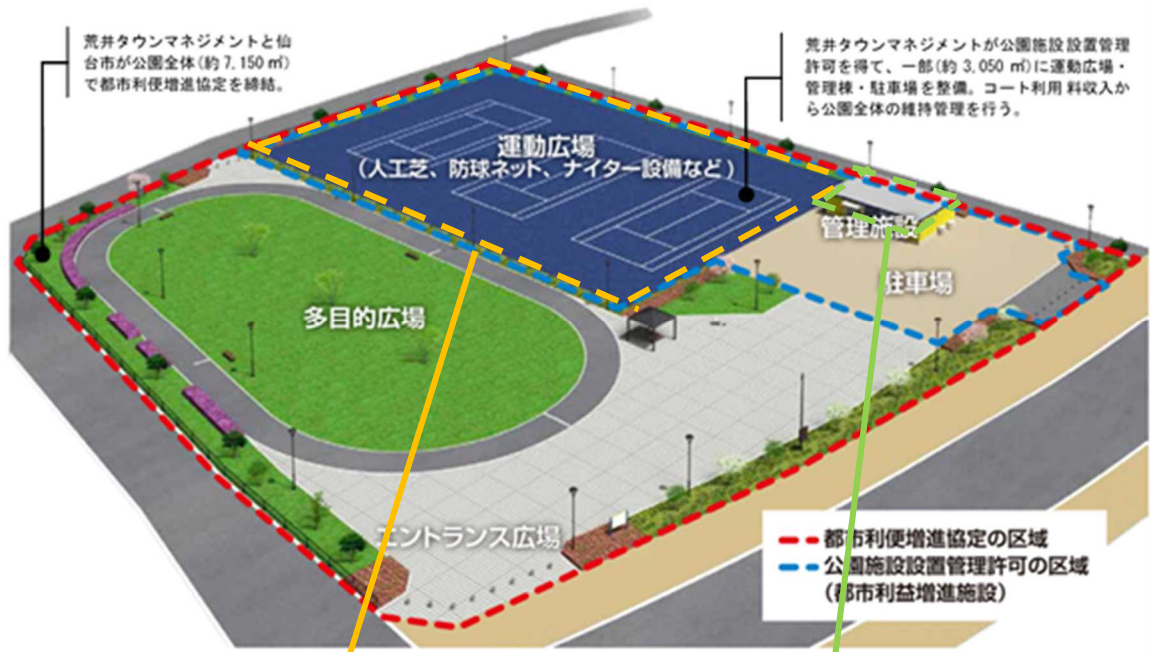 荒井タウンマネジメントと仙
台市が公園全体(約 7,150 ㎡)
で都市利便増進協定を締結。
荒井タウンマネジメントが公園施設設置管理
許可を得て、一部(約 3,050 ㎡)に運動広場・
管理棟・駐車場を整備。コート利用 料収入か
ら公園全体の維持管理を行う。
運動広場
(人工芝、防球ネット、ナイター設備など)
管理施設
駐車場
多目的広場
エントランス広場
都市利便増進協定の区域
公園施設設置管理許可の区域
(都市利益増進施設)